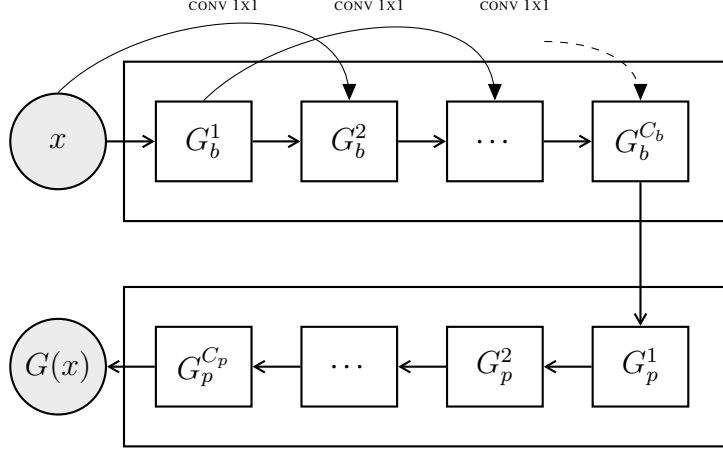 CONV 1X1 CONV 1X1 CONV 1X1
x G_b^1 G_b^2 ⋯ G_b^{C_b}
G(x) G_p^{C_p} ⋯ G_p^2 G_p^1